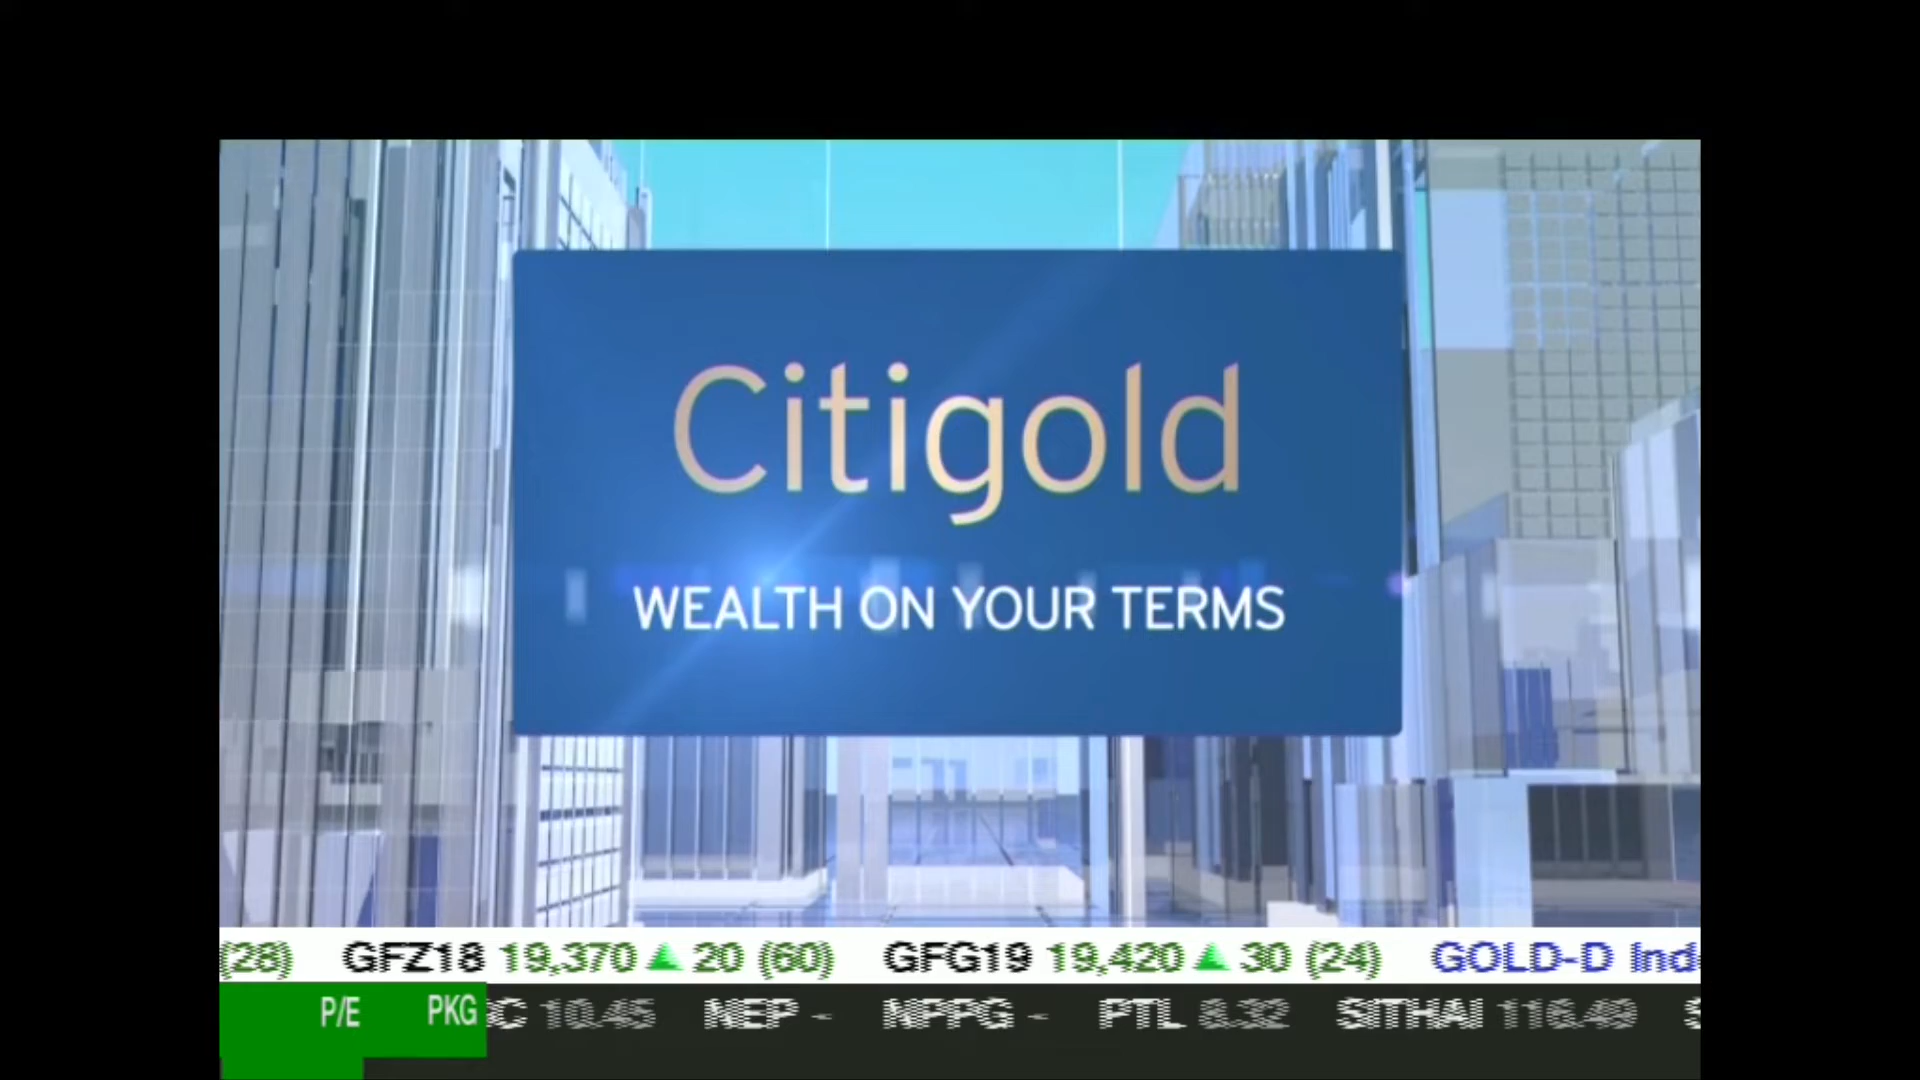 Citigold
WEALTH ON YOUR TERMS
(28) GFZ18 19,370 ▲ 20 (60) GFG19 19,420 ▲ 30 (24) GOLD-D Ind
P/E PKG C 10.45 NEP - NPPG - PTL 8.32 SITHAI 116.49 S